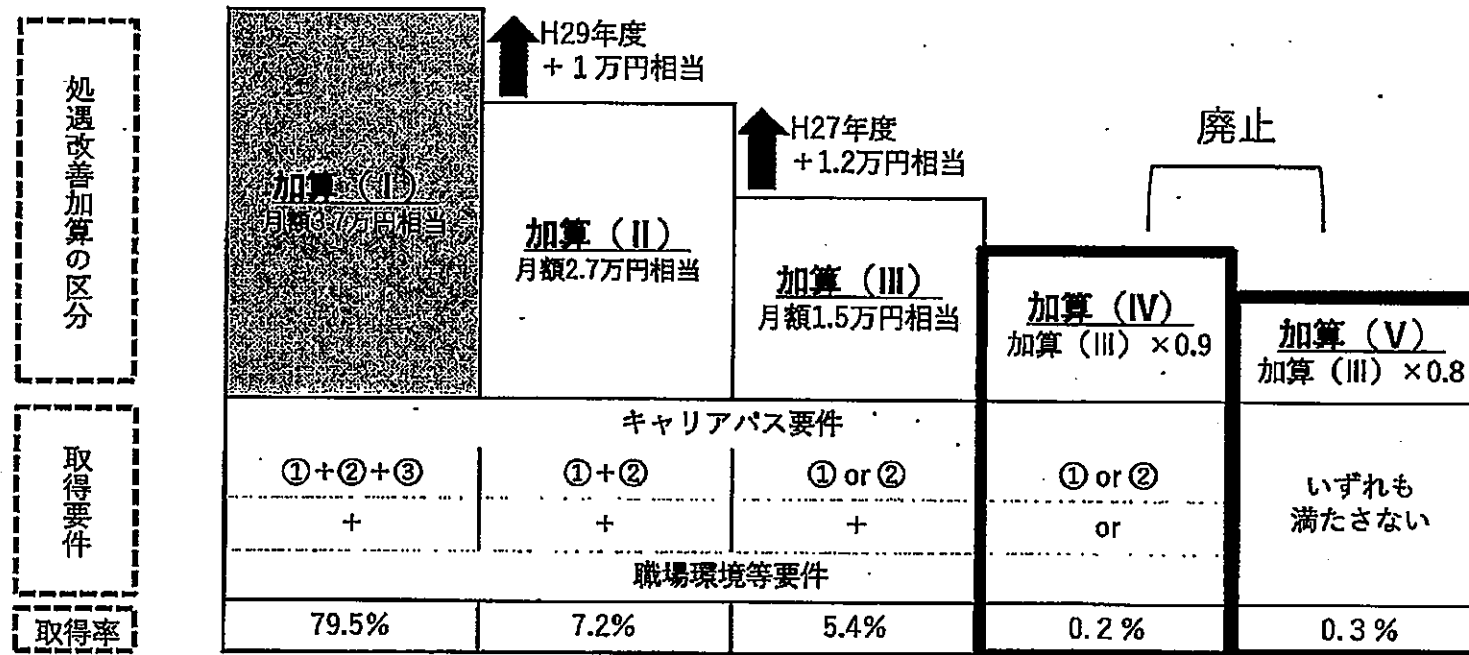 処遇改善加算の区分
H29年度
+ 1万円相当
H27年度
+1.2万円相当
廃止
加算(Ⅰ)
月額3.7万円相当
加算(Ⅱ)
月額2.7万円相当
加算(Ⅲ)
月額1.5万円相当
加算(Ⅳ)
加算(Ⅲ)×0.9
加算(Ⅴ)
加算(Ⅲ)×0.8
取得要件
キャリアパス要件
①+②+③
①+②
① or ②
① or ②
いずれも
満たさない
+
+
+
or
職場環境等要件
取得率
79.5%
7.2%
5.4%
0.2%
0.3%